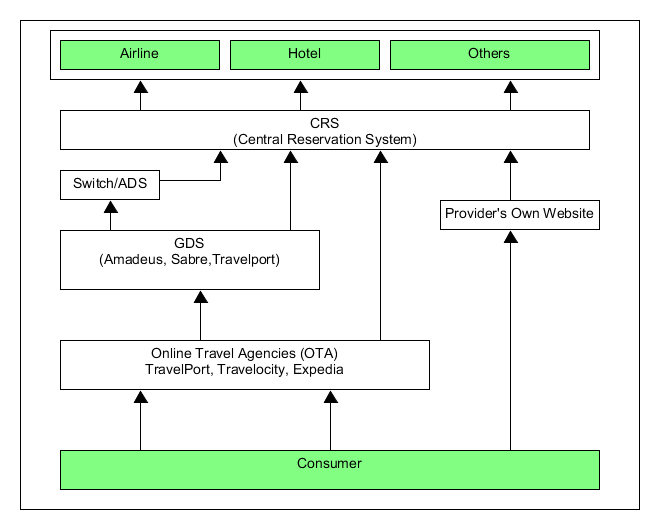 Airline
Hotel
Others
CRS
(Central Reservation System)
Switch/ADS
Provider's Own Website
GDS
(Amadeus, Sabre,Travelport)
Online Travel Agencies (OTA)
TravelPort, Travelocity, Expedia
Consumer